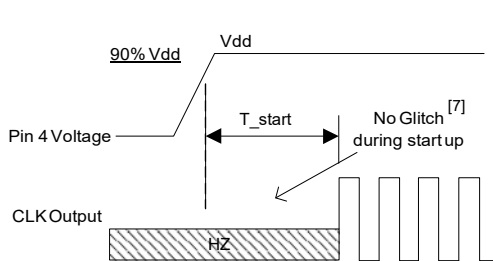 Vdd
90% Vdd
T_start
No Glitch [7]
during start up
Pin 4 Voltage
CLK Output
HZ